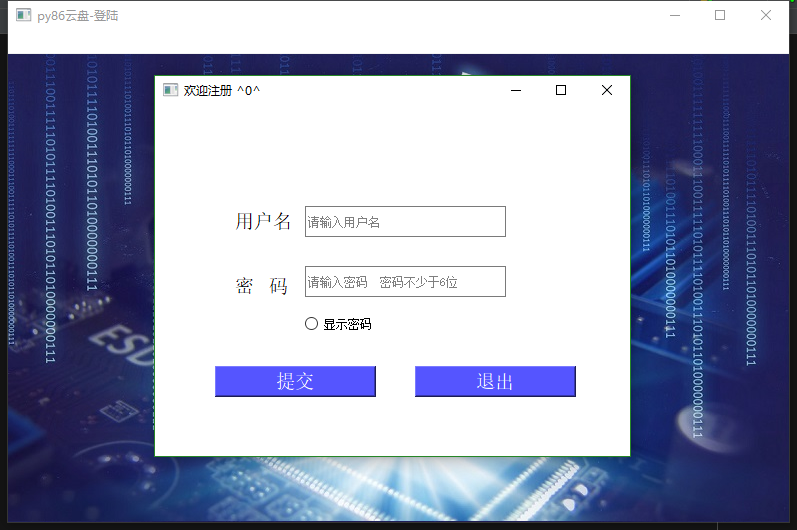 py86云盘-登陆
欢迎注册 ^0^
用户名 请输入用户名
密 码 请输入密码 密码不少于6位
显示密码
提交 退出
ESD